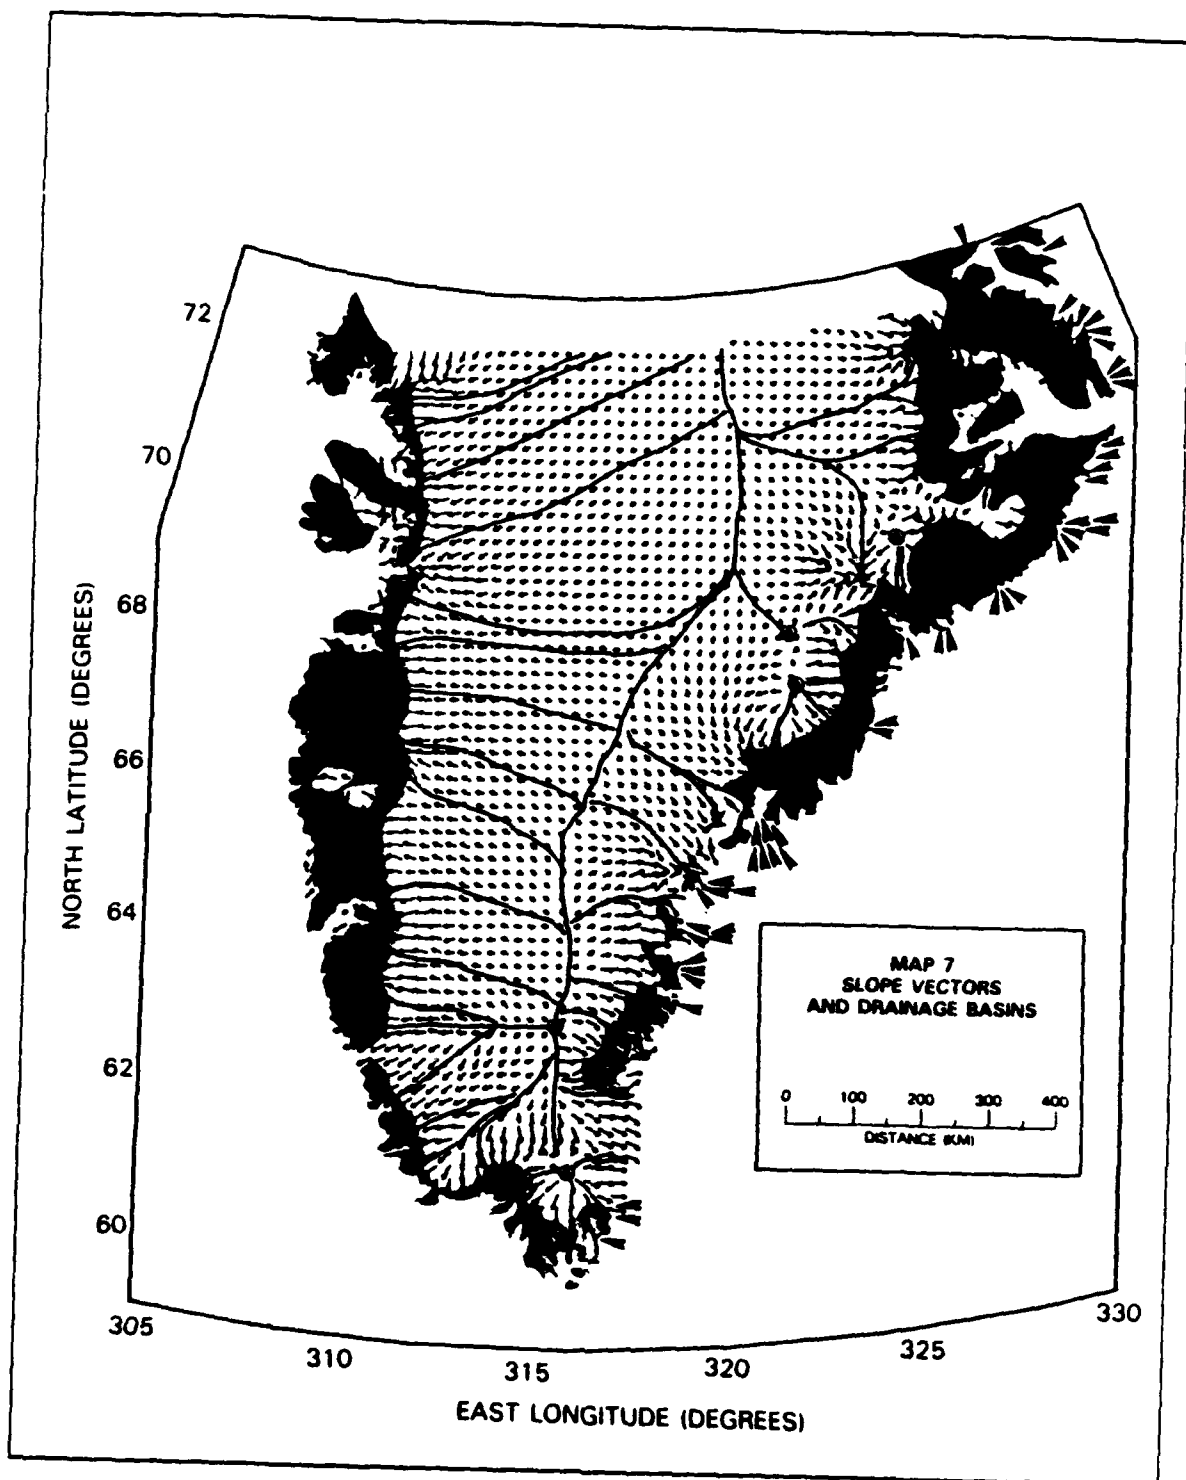 72
70
68
66
64
62
60
NORTH LATITUDE (DEGREES)
MAP 7
SLOPE VECTORS
AND DRAINAGE BASINS
0 100 200 300 400
DISTANCE (KM)
305 310 315 320 325 330
EAST LONGITUDE (DEGREES)